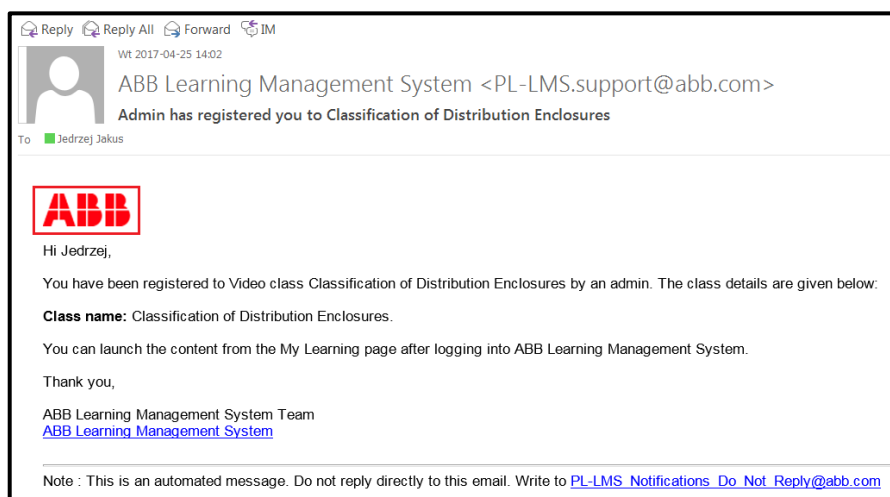 Reply Reply All Forward IM
Wt 2017-04-25 14:02
ABB Learning Management System <PL-LMS.support@abb.com>
Admin has registered you to Classification of Distribution Enclosures
To Jedrzej Jakus
ABB
Hi Jedrzej,
You have been registered to Video class Classification of Distribution Enclosures by an admin. The class details are given below:
Class name: Classification of Distribution Enclosures.
You can launch the content from the My Learning page after logging into ABB Learning Management System.
Thank you,
ABB Learning Management System Team
ABB Learning Management System
Note : This is an automated message. Do not reply directly to this email. Write to PL-LMS_Notifications_Do_Not_Reply@abb.com